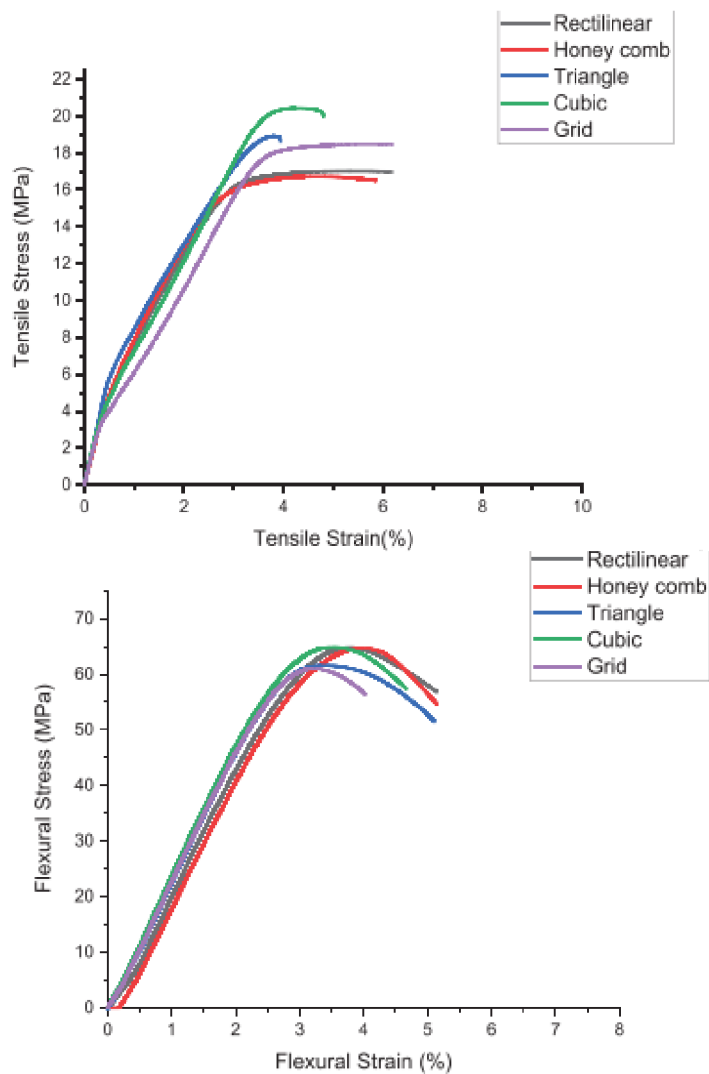 Rectilinear
Honey comb
Triangle
Cubic
Grid
22
20
18
16
14
12
10
8
6
4
2
0
Tensile Stress (MPa)
0 2 4 6 8 10
Tensile Strain(%)
Rectilinear
Honey comb
Triangle
Cubic
Grid
70
60
50
40
30
20
10
0
Flexural Stress (MPa)
0 1 2 3 4 5 6 7 8
Flexural Strain (%)